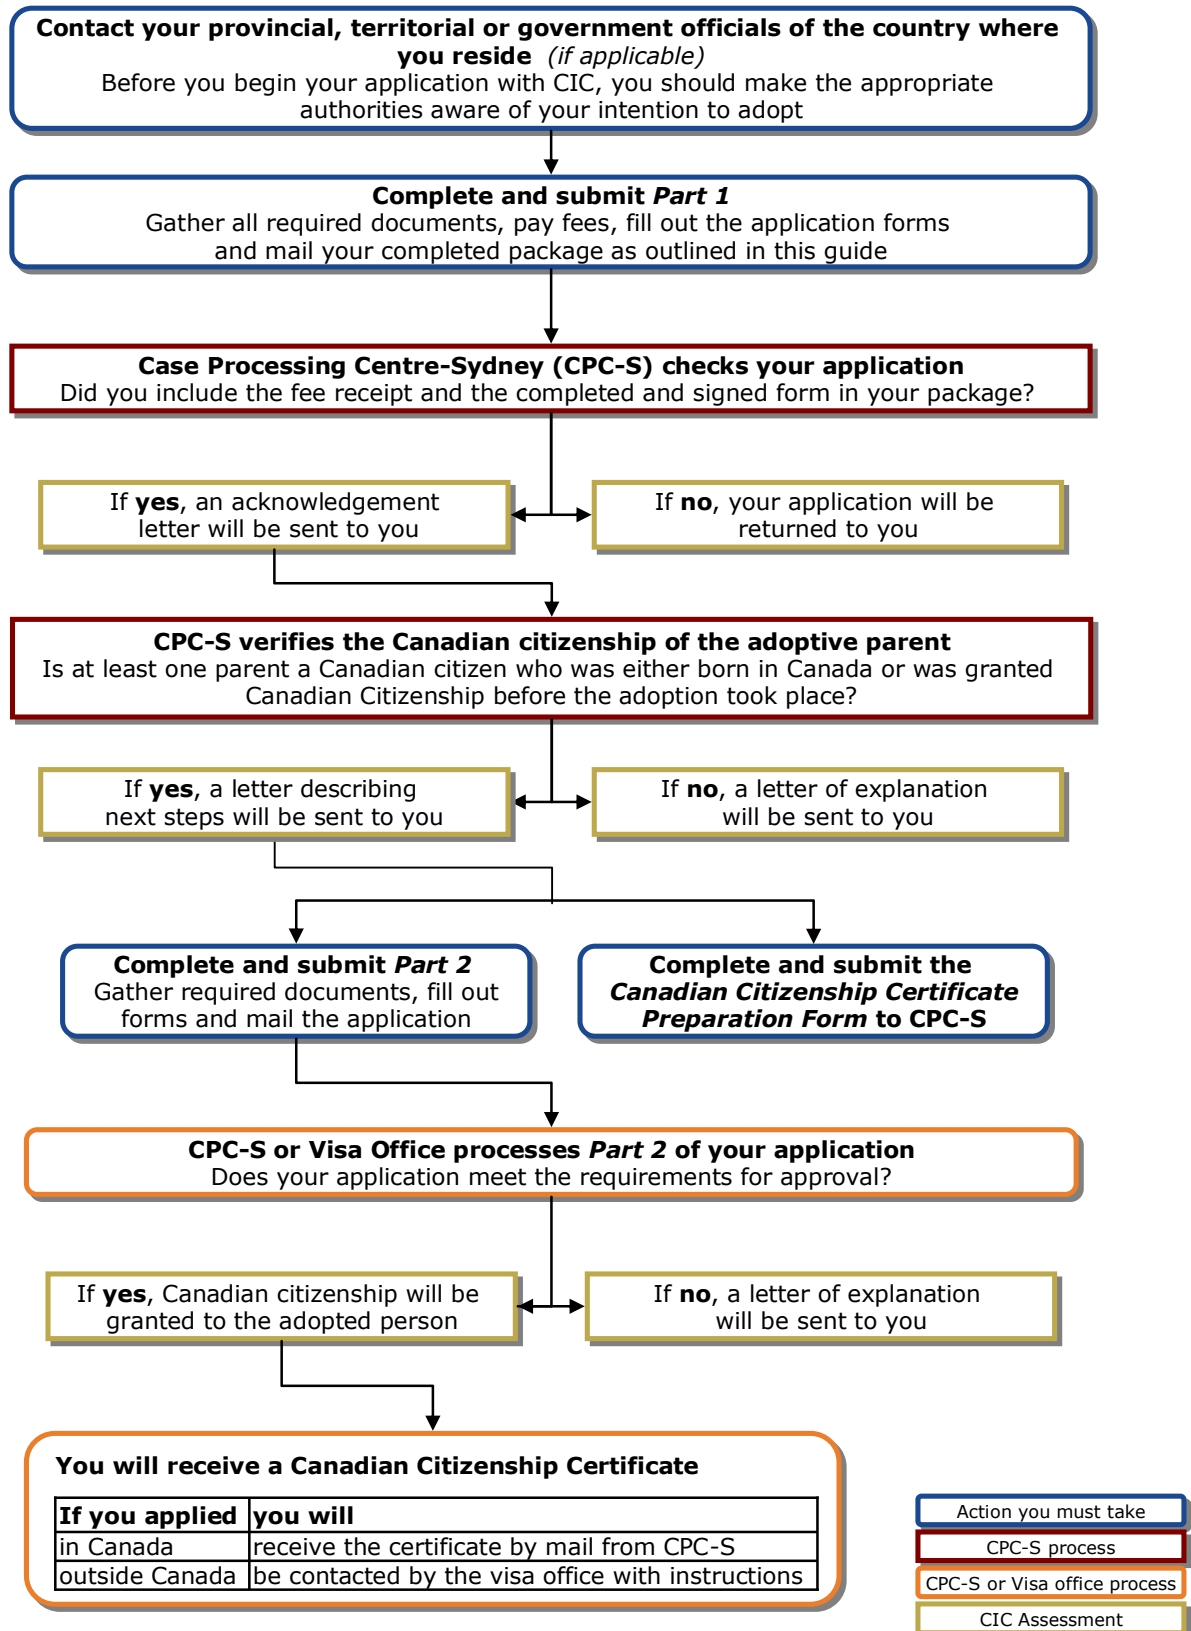 Contact your provincial, territorial or government officials of the country where
you reside (if applicable)
Before you begin your application with CIC, you should make the appropriate
authorities aware of your intention to adopt
Complete and submit Part 1
Gather all required documents, pay fees, fill out the application forms
and mail your completed package as outlined in this guide
Case Processing Centre-Sydney (CPC-S) checks your application
Did you include the fee receipt and the completed and signed form in your package?
If yes, an acknowledgement
letter will be sent to you
If no, your application will be
returned to you
CPC-S verifies the Canadian citizenship of the adoptive parent
Is at least one parent a Canadian citizen who was either born in Canada or was granted
Canadian Citizenship before the adoption took place?
If yes, a letter describing
next steps will be sent to you
If no, a letter of explanation
will be sent to you
Complete and submit Part 2
Gather required documents, fill out
forms and mail the application
Complete and submit the
Canadian Citizenship Certificate
Preparation Form to CPC-S
CPC-S or Visa Office processes Part 2 of your application
Does your application meet the requirements for approval?
If yes, Canadian citizenship will be
granted to the adopted person
If no, a letter of explanation
will be sent to you
You will receive a Canadian Citizenship Certificate
If you applied you will
in Canada receive the certificate by mail from CPC-S
outside Canada be contacted by the visa office with instructions
Action you must take
CPC-S process
CPC-S or Visa office process
CIC Assessment